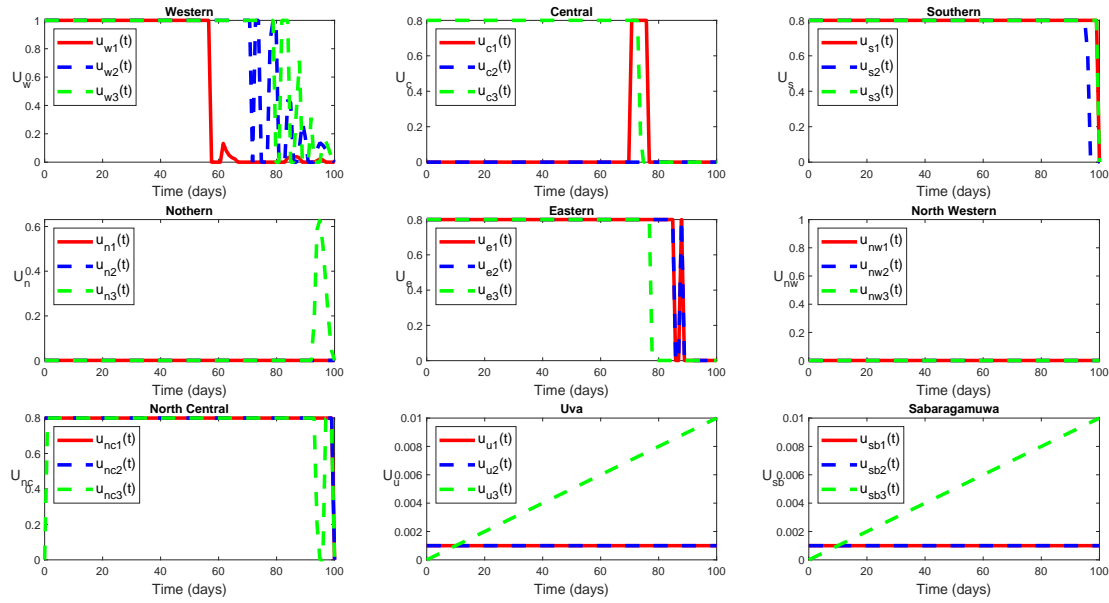 Western
U_w^0
1
0.8
0.6
0.4
0.2
0
u_w1(t)
u_w2(t)
u_w3(t)
0 20 40 60 80 100
Time (days)
Central
U_c^0
0.8
0.6
0.4
0.2
0
u_c1(t)
u_c2(t)
u_c3(t)
0 20 40 60 80 100
Time (days)
Southern
U_s^0
0.8
0.6
0.4
0.2
0
u_s1(t)
u_s2(t)
u_s3(t)
0 20 40 60 80 100
Time (days)
Nothern
U_n^0
0.6
0.4
0.2
0
u_n1(t)
u_n2(t)
u_n3(t)
0 20 40 60 80 100
Time (days)
Eastern
U_e^0
0.8
0.6
0.4
0.2
0
u_e1(t)
u_e2(t)
u_e3(t)
0 20 40 60 80 100
Time (days)
North Western
U_nw^0
1
0.8
0.6
0.4
0.2
0
u_nw1(t)
u_nw2(t)
u_nw3(t)
0 20 40 60 80 100
Time (days)
North Central
U_nc^0
0.8
0.6
0.4
0.2
0
u_nc1(t)
u_nc2(t)
u_nc3(t)
0 20 40 60 80 100
Time (days)
Uva
U_u^0
0.01
0.008
0.006
0.004
0.002
0
u_u1(t)
u_u2(t)
u_u3(t)
0 20 40 60 80 100
Time (days)
Sabaragamuwa
U_sb^0
0.01
0.008
0.006
0.004
0.002
0
u_sb1(t)
u_sb2(t)
u_sb3(t)
0 20 40 60 80 100
Time (days)